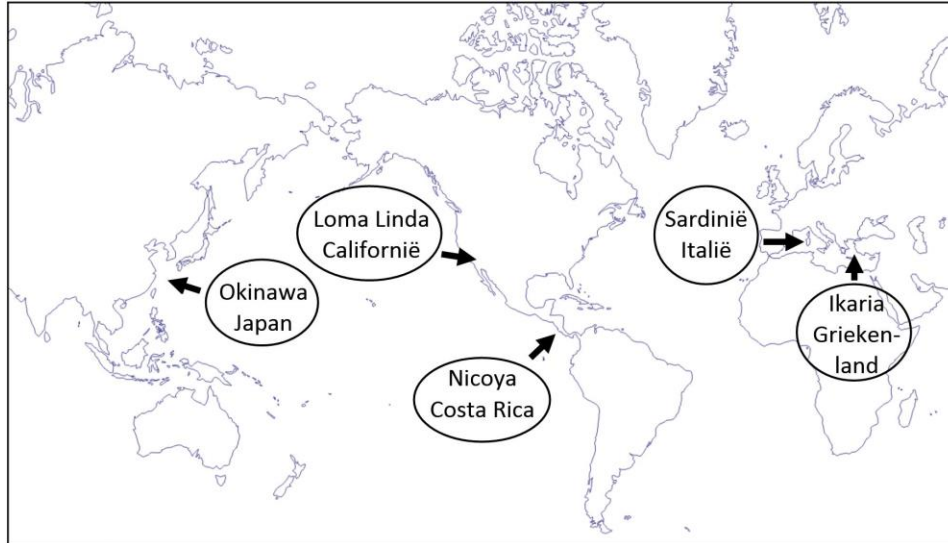 Loma Linda
Californië
Okinawa
Japan
Nicoya
Costa Rica
Sardinië
Italië
Ikaria
Grieken-
land